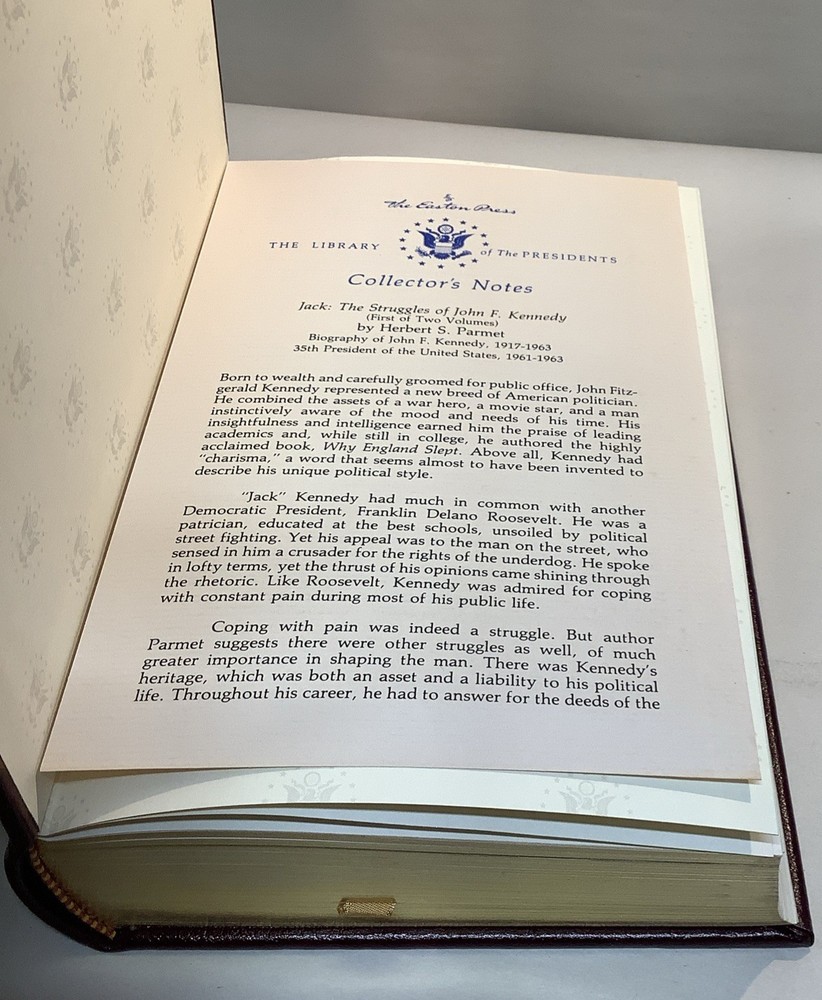 The Easton Press
THE LIBRARY of The PRESIDENTS
Collector's Notes
Jack: The Struggles of John F. Kennedy
(First of Two Volumes)
by Herbert S. Parmet
Biography of John F. Kennedy, 1917-1963
35th President of the United States, 1961-1963
Born to wealth and carefully groomed for public office, John Fitz-
gerald Kennedy represented a new breed of American politician.
He combined the assets of a war hero, a movie star, and a man
instinctively aware of the mood and needs of his time. His
insightfulness and intelligence earned him the praise of leading
academics and, while still in college, he authored the highly
acclaimed book, Why England Slept. Above all, Kennedy had
"charisma," a word that seems almost to have been invented to
describe his unique political style.
"Jack" Kennedy had much in common with another
Democratic President, Franklin Delano Roosevelt. He was a
patrician, educated at the best schools, unsoiled by political
street fighting. Yet his appeal was to the man on the street, who
sensed in him a crusader for the rights of the underdog. He spoke
in lofty terms, yet the thrust of his opinions came shining through
the rhetoric. Like Roosevelt, Kennedy was admired for coping
with constant pain during most of his public life.
Coping with pain was indeed a struggle. But author
Parmet suggests there were other struggles as well, of much
greater importance in shaping the man. There was Kennedy's
heritage, which was both an asset and a liability to his political
life. Throughout his career, he had to answer for the deeds of the